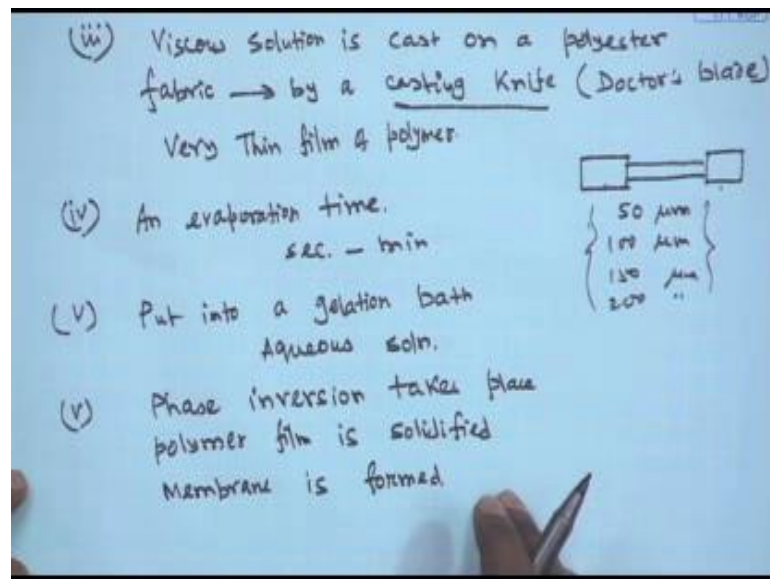 (iii) Viscous Solution is cast on a polyester
fabric → by a casting Knife (Doctor's blade)
Very Thin film of polymer
(iv) An evaporation time.
sec. – min
(v) Put into a gelation bath
Aqueous soln.
(v) Phase inversion takes place
polymer film is solidified
Membrane is formed
50 μm
100 μm
150 μm
200 "